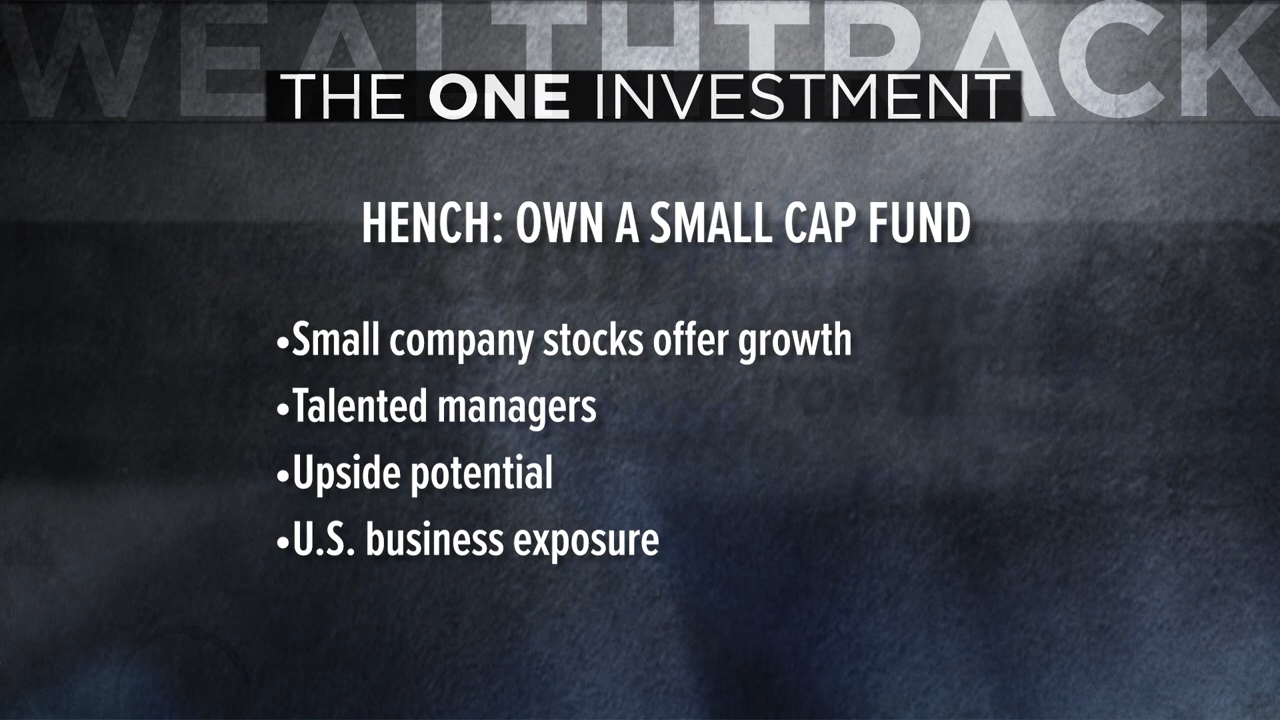 WEALTHTRACK
THE ONE INVESTMENT
HENCH: OWN A SMALL CAP FUND
•Small company stocks offer growth
•Talented managers
•Upside potential
•U.S. business exposure